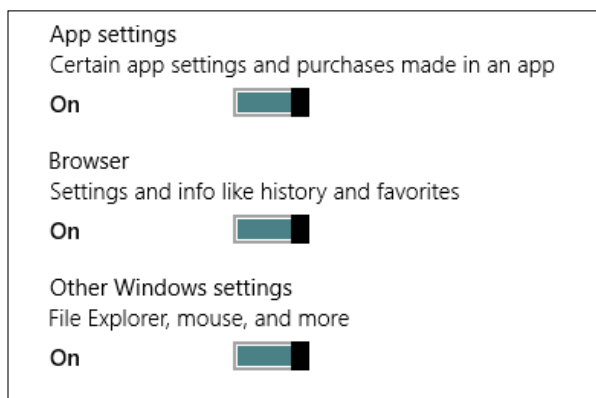 App settings
Certain app settings and purchases made in an app
On
Browser
Settings and info like history and favorites
On
Other Windows settings
File Explorer, mouse, and more
On